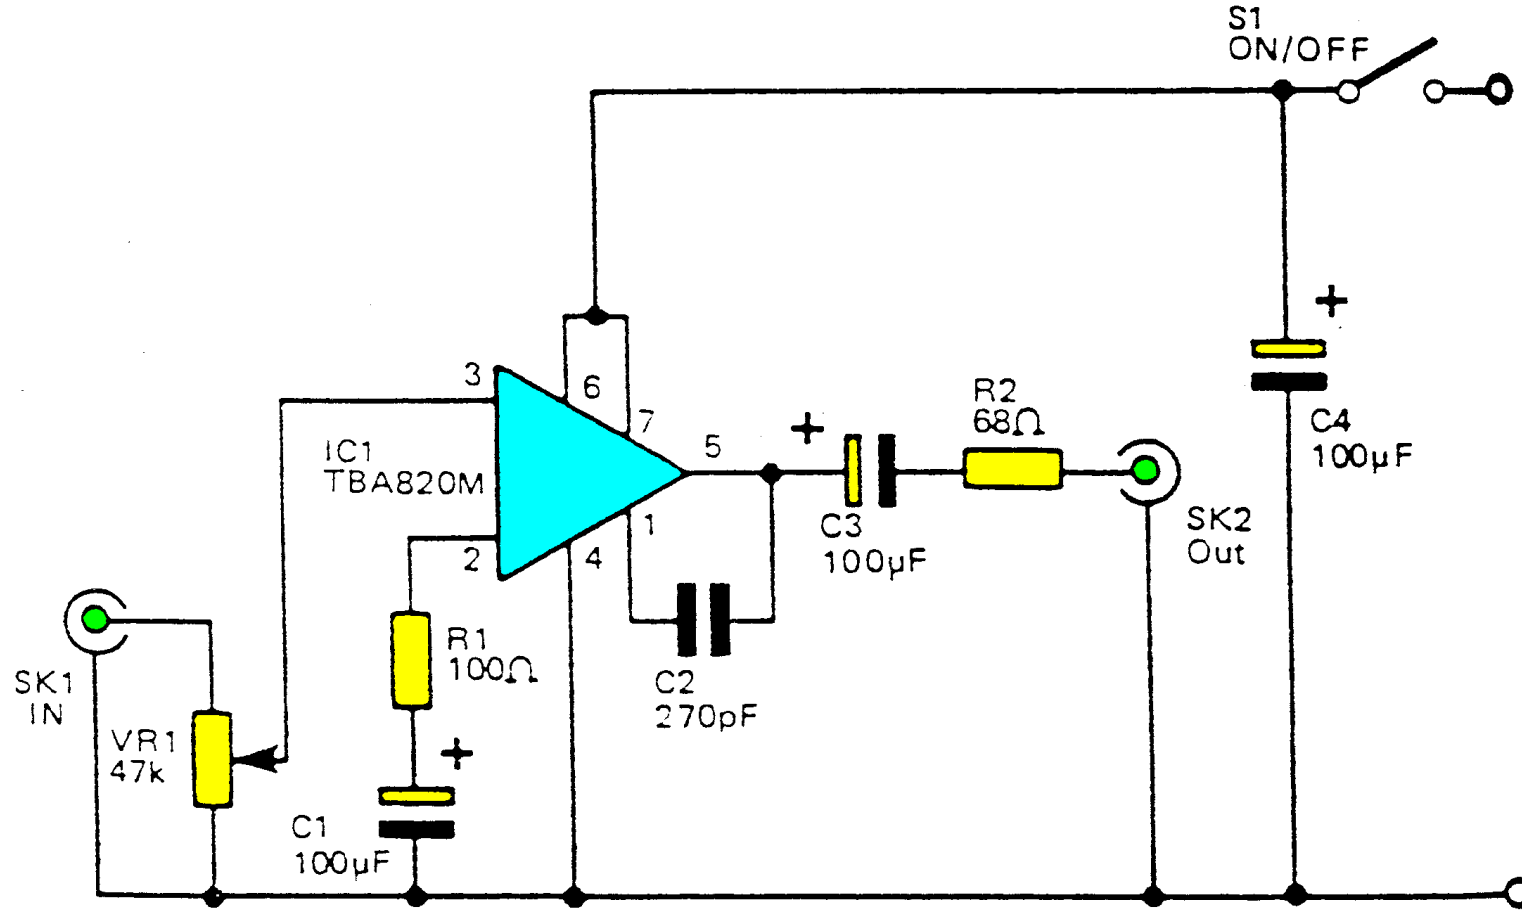 S1
ON/OFF
+
3
6
7
R2
68Ω
C4
100µF
IC1
TBA820M
5
+
C3
100µF
SK2
Out
2
4
1
R1
100Ω
C2
270pF
SK1
IN
VR1
47k
+
C1
100µF